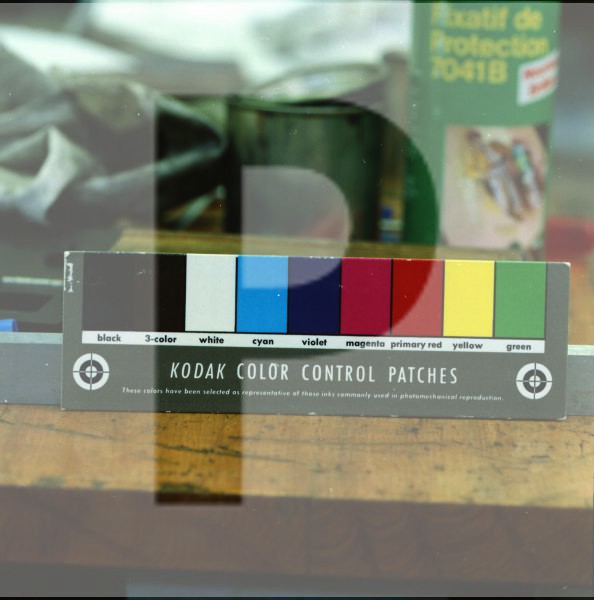 Fixatif de
Protection
7041B
P
black 3-color white cyan violet magenta primary red yellow green
KODAK COLOR CONTROL PATCHES
These colors have been selected as representative of those inks commonly used in photomechanical reproduction.